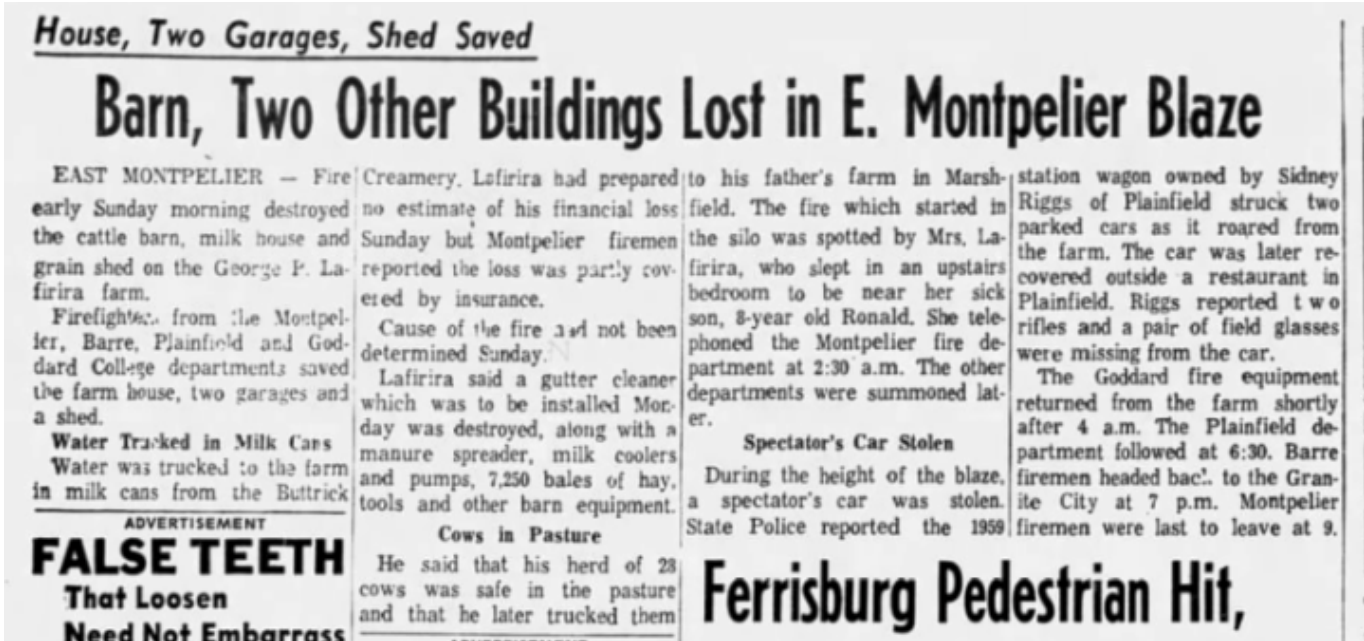 House, Two Garages, Shed Saved
Barn, Two Other Buildings Lost in E. Montpelier Blaze
EAST MONTPELIER — Fire
early Sunday morning destroyed
the cattle barn, milk house and
grain shed on the George P. La-
firira farm.
Firefighters from the Montpel-
ier, Barre, Plainfield and God-
dard College departments saved
the farm house, two garages and
a shed.
Water Trucked in Milk Cans
Water was trucked to the farm
in milk cans from the Buttrick
Creamery. Lafirira had prepared
no estimate of his financial loss
Sunday but Montpelier firemen
reported the loss was partly cov-
ered by insurance.
Cause of the fire had not been
determined Sunday.
Lafirira said a gutter cleaner
which was to be installed Mon-
day was destroyed, along with a
manure spreader, milk coolers
and pumps, 7,250 bales of hay,
tools and other barn equipment.
Cows in Pasture
He said that his herd of 28
cows was safe in the pasture
and that he later trucked them
to his father's farm in Marsh-
field. The fire which started in
the silo was spotted by Mrs. La-
firira, who slept in an upstairs
bedroom to be near her sick
son, 8-year old Ronald. She tele-
phoned the Montpelier fire de-
partment at 2:30 a.m. The other
departments were summoned lat-
er.
Spectator's Car Stolen
During the height of the blaze,
a spectator's car was stolen.
State Police reported the 1959
station wagon owned by Sidney
Riggs of Plainfield struck two
parked cars as it roared from
the farm. The car was later re-
covered outside a restaurant in
Plainfield. Riggs reported two
rifles and a pair of field glasses
were missing from the car.
The Goddard fire equipment
returned from the farm shortly
after 4 a.m. The Plainfield de-
partment followed at 6:30. Barre
firemen headed back to the Gran-
ite City at 7 p.m. Montpelier
firemen were last to leave at 9.
ADVERTISEMENT
FALSE TEETH
That Loosen
Need Not Embarrass
Ferrisburg Pedestrian Hit,